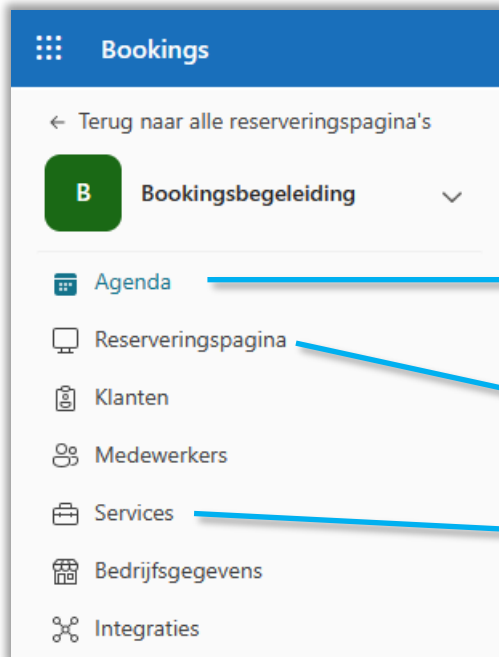 Bookings
← Terug naar alle reserveringspagina's
B Bookingsbegeleiding
Agenda
Reserveringspagina
Klanten
Medewerkers
Services
Bedrijfsgegevens
Integraties